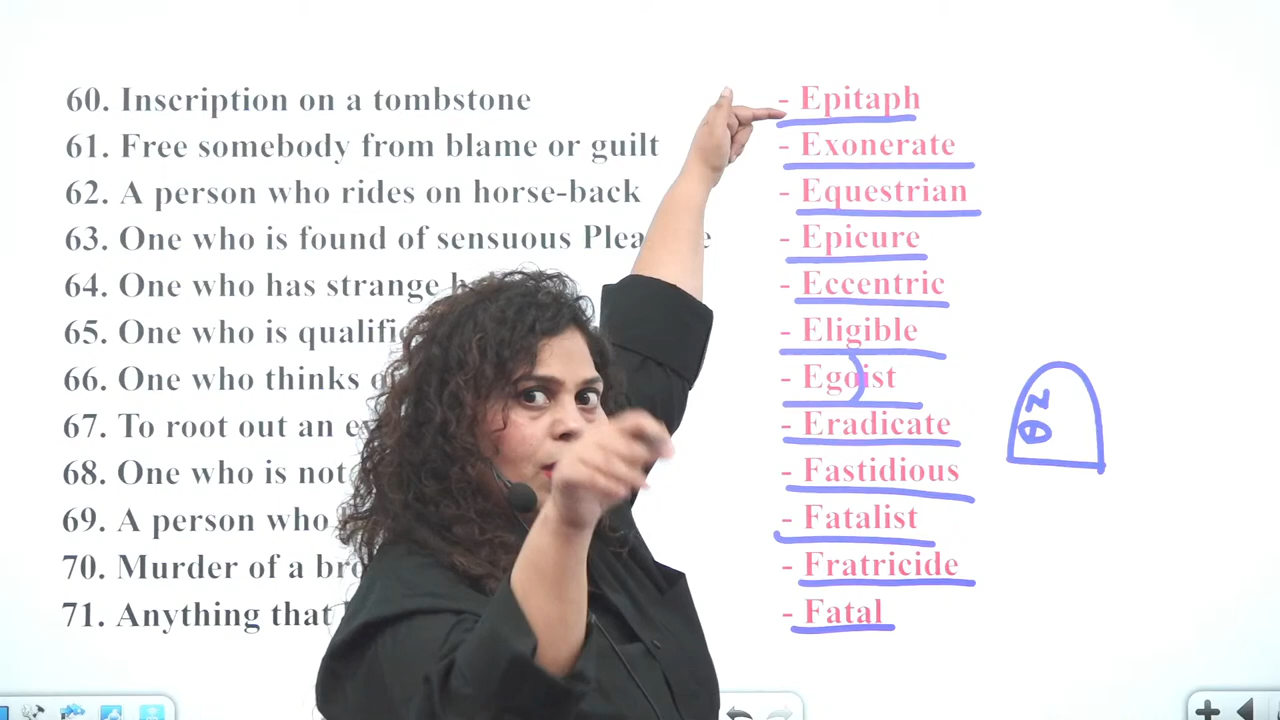 60. Inscription on a tombstone - Epitaph
61. Free somebody from blame or guilt - Exonerate
62. A person who rides on horse-back - Equestrian
63. One who is found of sensuous - Epicure
64. One who has strange - Eccentric
65. One who is - Eligible
66. One who thinks - Egoist
67. To root out an - Eradicate
68. One who is not - Fastidious
69. A person who - Fatalist
70. Murder of a - Fratricide
71. Anything that - Fatal